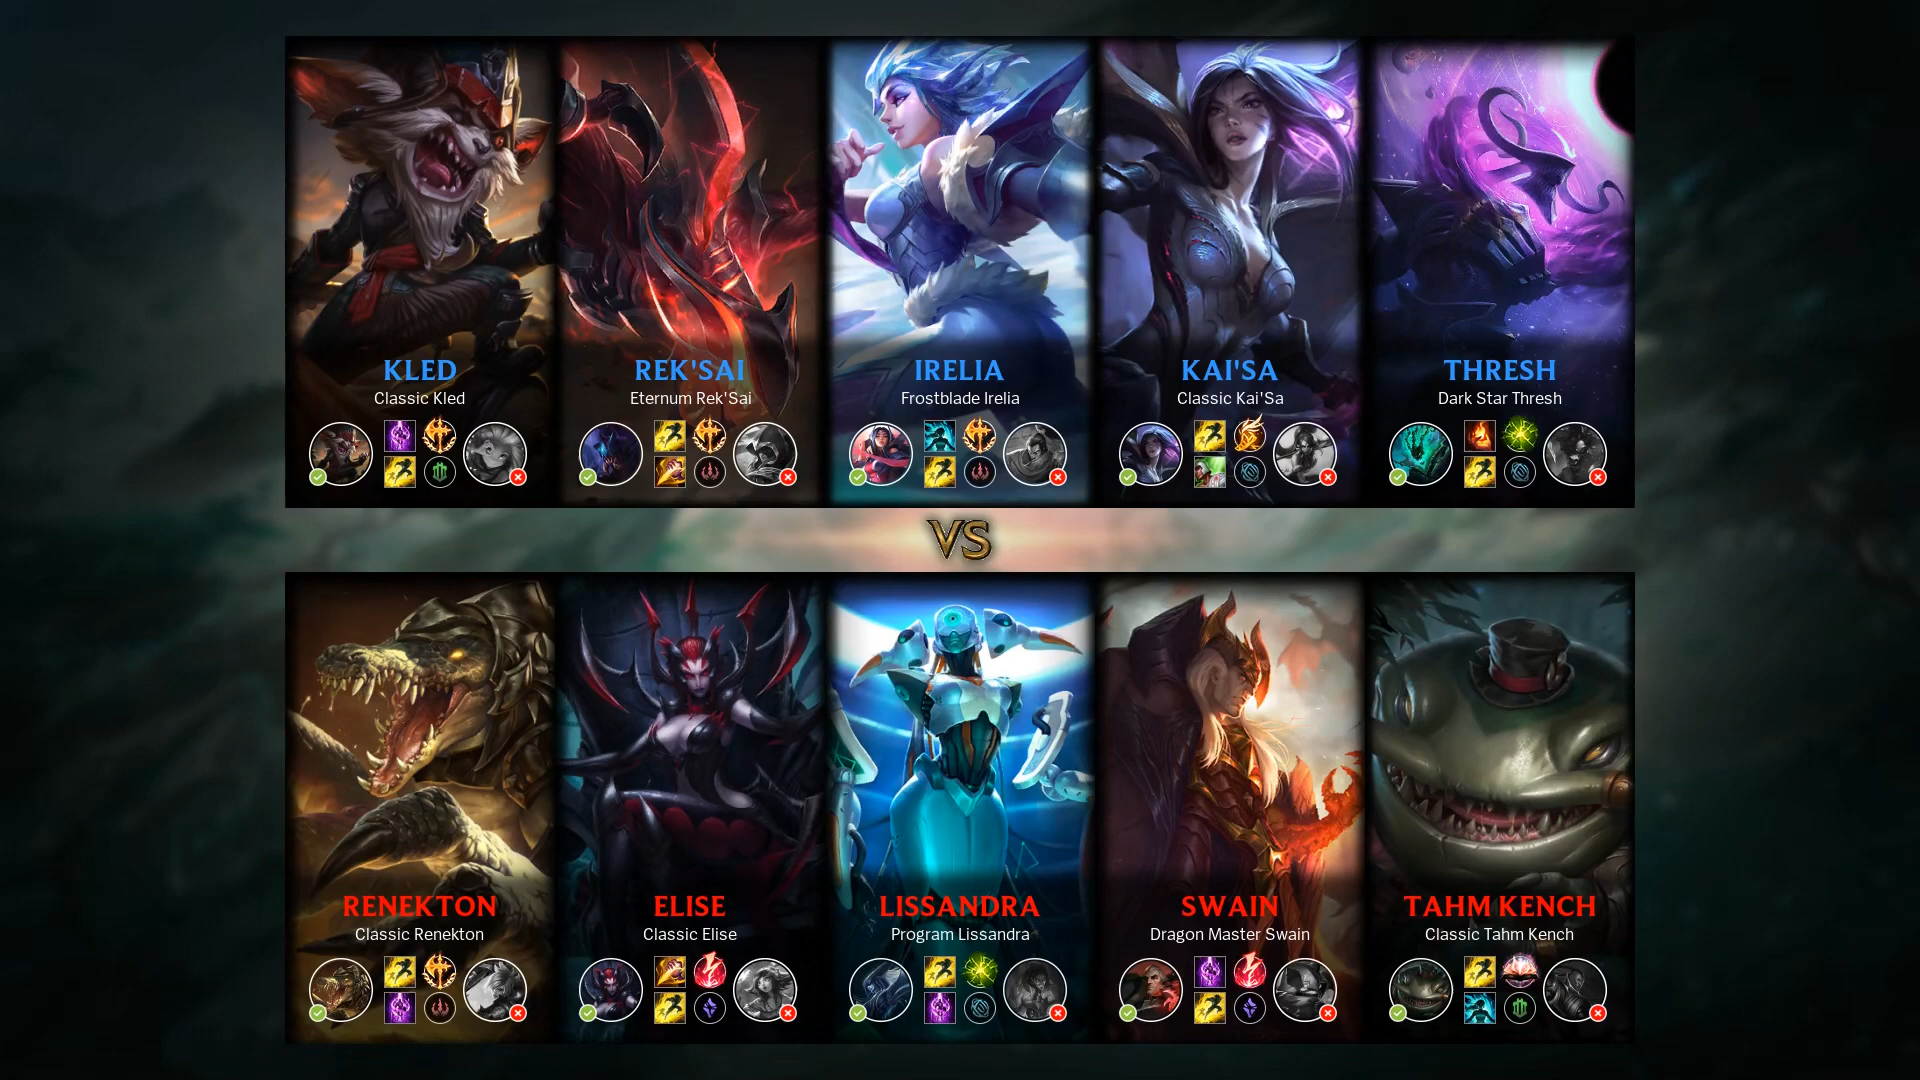 KLED
Classic Kled
REK'SAI
Eternum Rek'Sai
IRELIA
Frostblade Irelia
KAI'SA
Classic Kai'Sa
THRESH
Dark Star Thresh
VS
RENEKTON
Classic Renekton
ELISE
Classic Elise
LISSANDRA
Program Lissandra
SWAIN
Dragon Master Swain
TAHM KENCH
Classic Tahm Kench